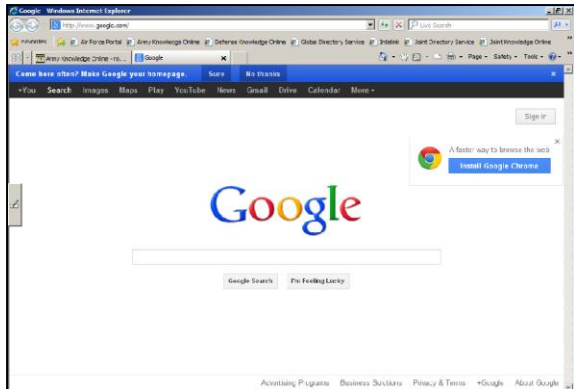 Google - Windows Internet Explorer
http://www.google.com/
Live Search
Favorites Air Force Portal Army Knowledge Online Defense Knowledge Online Global Directory Service Intelink Joint Directory Service Joint Knowledge Online
Army Knowledge Online - ... Google Page Safety Tools
Come here often? Make Google your homepage. Sure No thanks
+You Search Images Maps Play YouTube News Gmail Drive Calendar More
Sign in
A faster way to browse the web
Install Google Chrome
Google
Google Search I'm Feeling Lucky
Advertising Programs Business Solutions Privacy & Terms +Google About Google